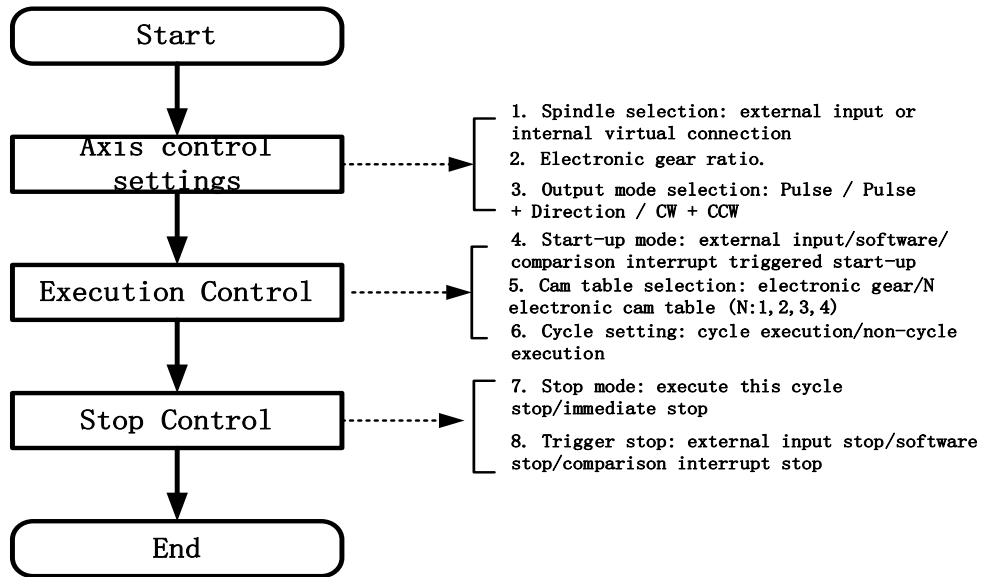 Start
Axis control
settings
1. Spindle selection: external input or
internal virtual connection
2. Electronic gear ratio.
3. Output mode selection: Pulse / Pulse
+ Direction / CW + CCW
Execution Control
4. Start-up mode: external input/software/
comparison interrupt triggered start-up
5. Cam table selection: electronic gear/N
electronic cam table (N:1,2,3,4)
6. Cycle setting: cycle execution/non-cycle
execution
Stop Control
7. Stop mode: execute this cycle
stop/immediate stop
8. Trigger stop: external input stop/software
stop/comparison interrupt stop
End